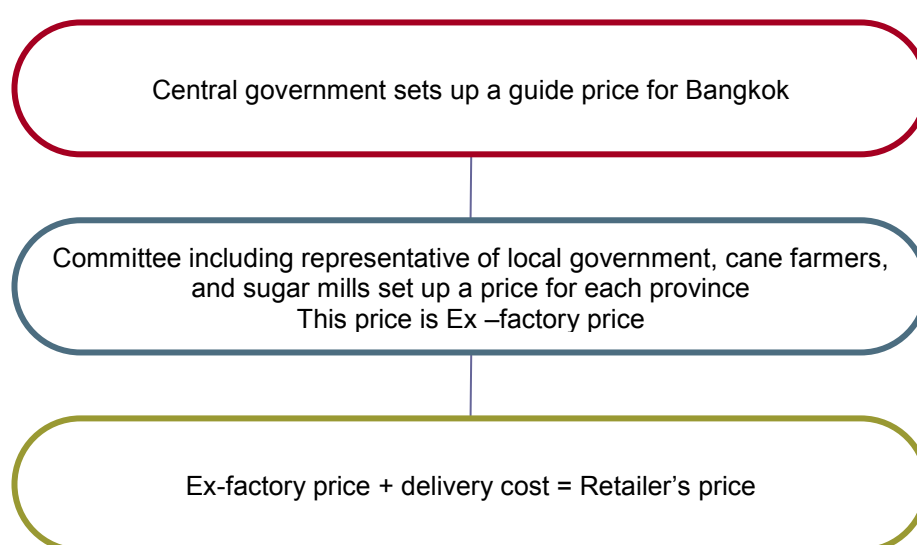 Central government sets up a guide price for Bangkok
Committee including representative of local government, cane farmers,
and sugar mills set up a price for each province
This price is Ex –factory price
Ex-factory price + delivery cost = Retailer’s price